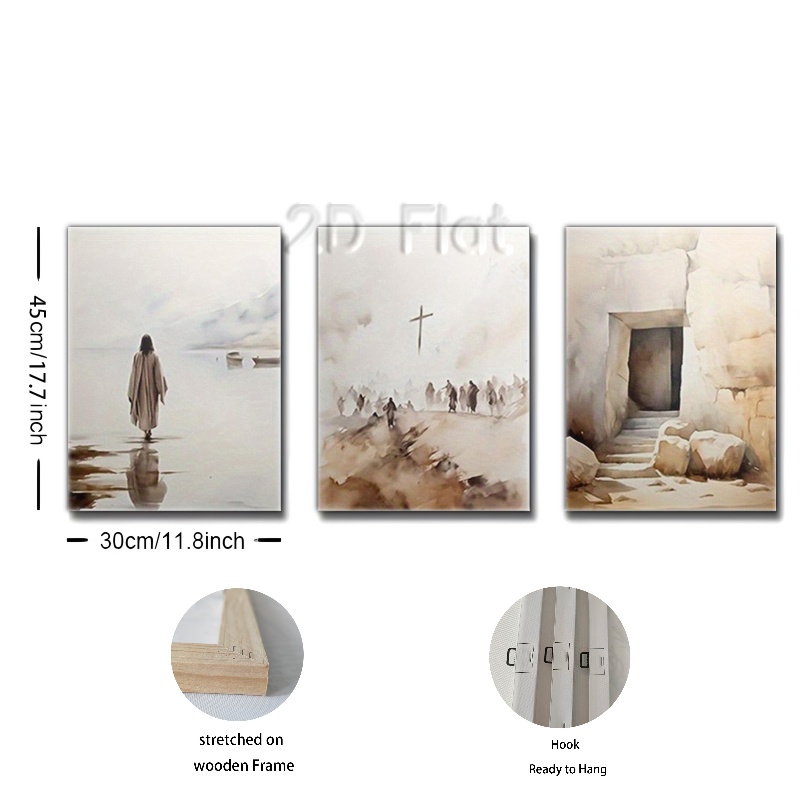 2D Flat
45cm/17.7inch
30cm/11.8inch
stretched on
wooden Frame
Hook
Ready to Hang